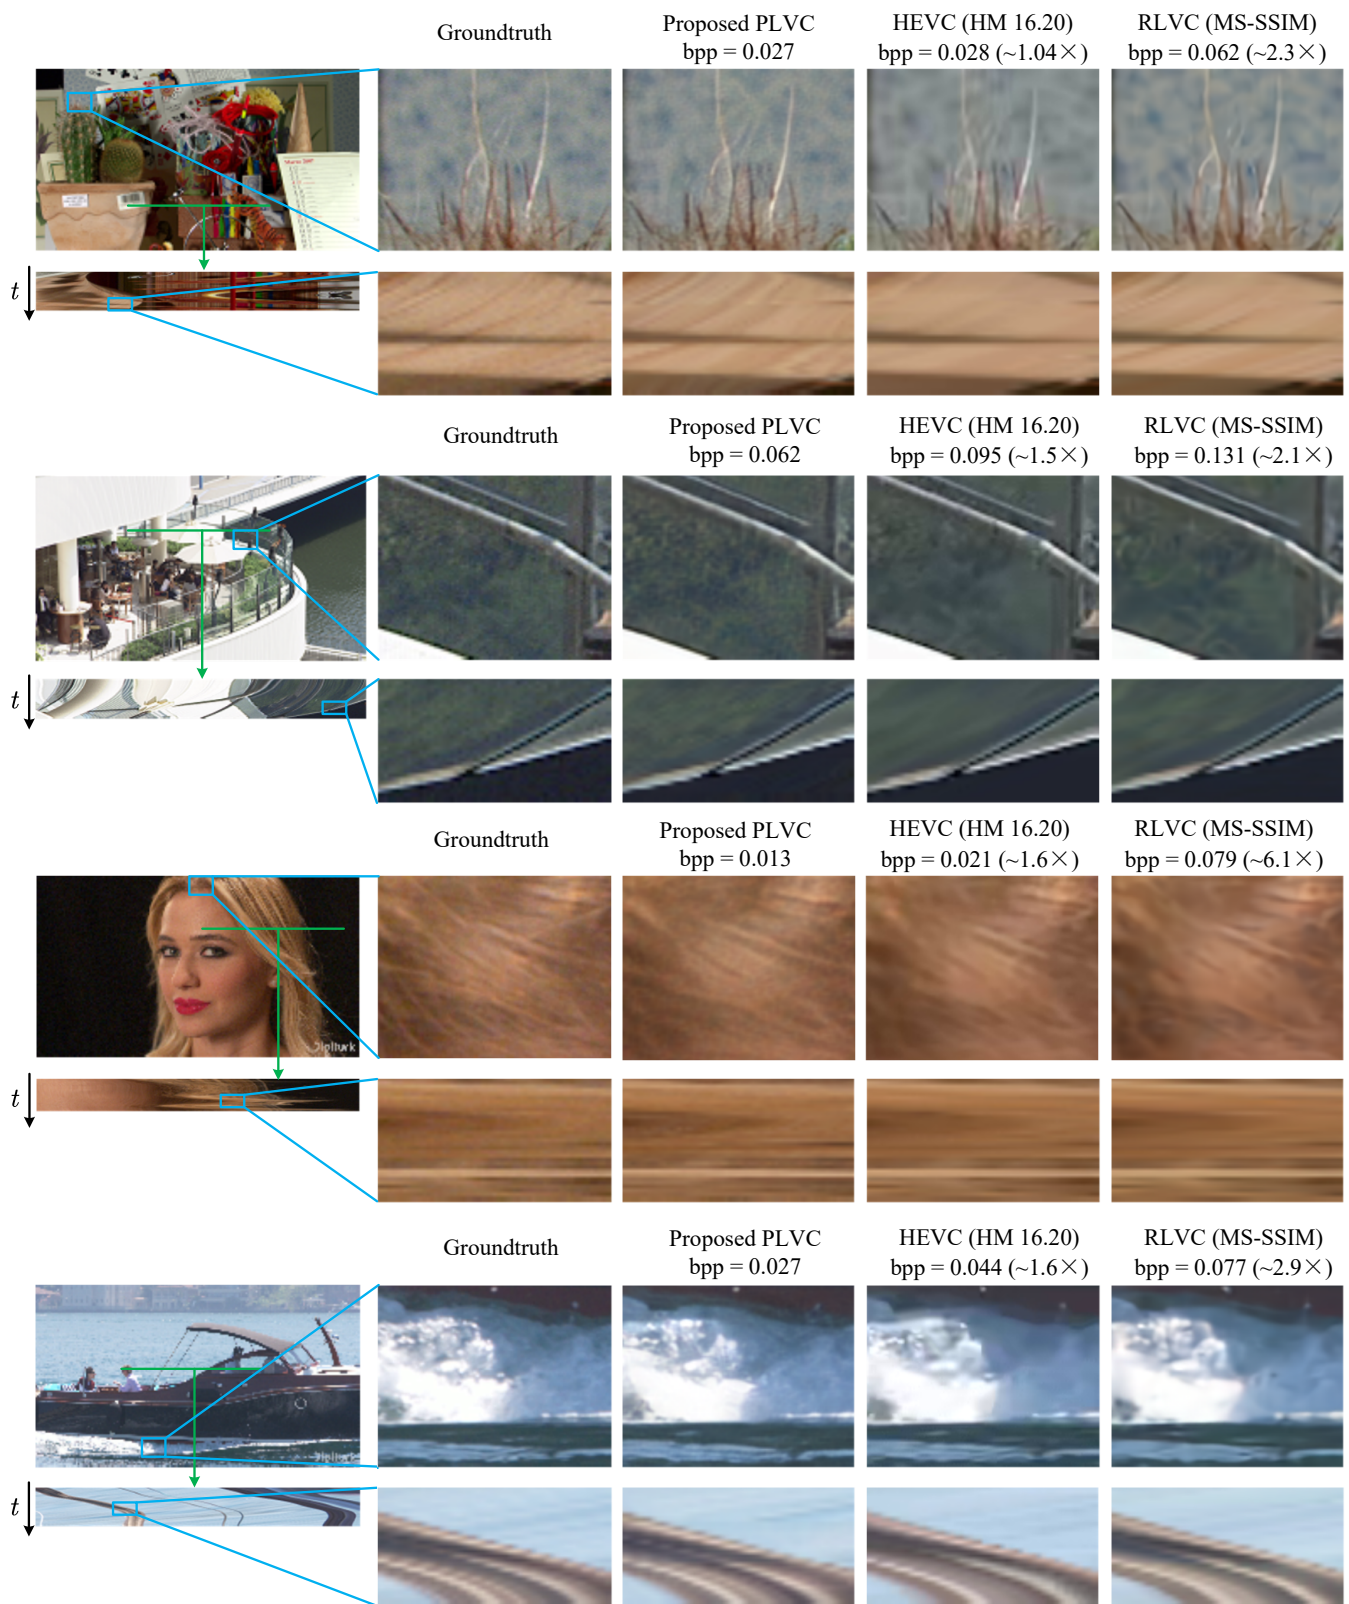 Groundtruth
Proposed PLVC
bpp = 0.027
HEVC (HM 16.20)
bpp = 0.028 (~1.04×)
RLVC (MS-SSIM)
bpp = 0.062 (~2.3×)
t
Groundtruth
Proposed PLVC
bpp = 0.062
HEVC (HM 16.20)
bpp = 0.095 (~1.5×)
RLVC (MS-SSIM)
bpp = 0.131 (~2.1×)
t
Groundtruth
Proposed PLVC
bpp = 0.013
HEVC (HM 16.20)
bpp = 0.021 (~1.6×)
RLVC (MS-SSIM)
bpp = 0.079 (~6.1×)
t
Groundtruth
Proposed PLVC
bpp = 0.027
HEVC (HM 16.20)
bpp = 0.044 (~1.6×)
RLVC (MS-SSIM)
bpp = 0.077 (~2.9×)
t